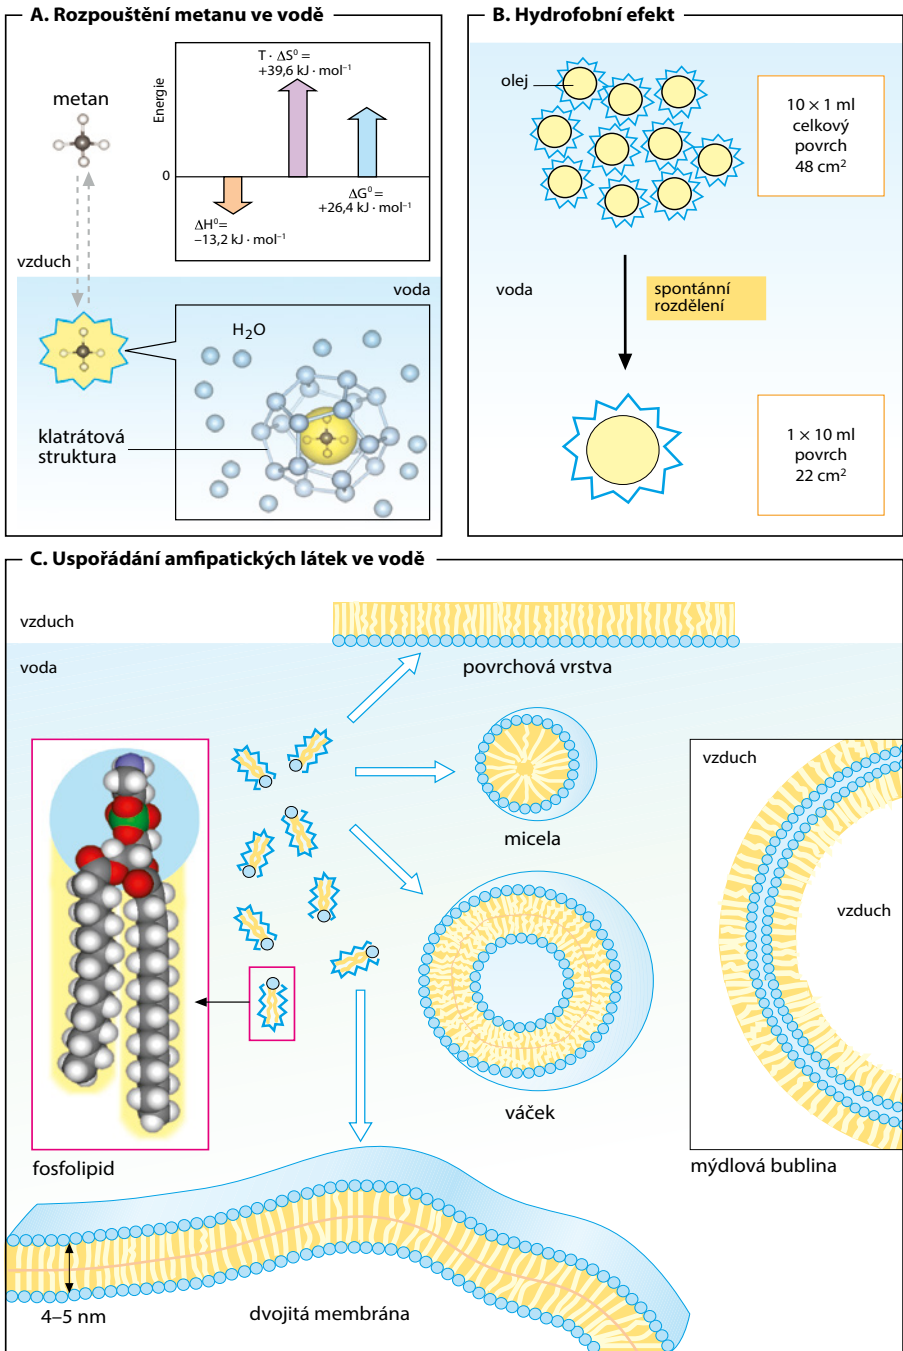 A. Rozpouštění metanu ve vodě
metan
Energie
T · ΔS⁰ =
+39,6 kJ · mol⁻¹
0
ΔH⁰=
–13,2 kJ · mol⁻¹
ΔG⁰ =
+26,4 kJ · mol⁻¹
vzduch
voda
H₂O
klatrátová
struktura
B. Hydrofobní efekt
olej
10 × 1 ml
celkový
povrch
48 cm²
voda
spontánní
rozdělení
1 × 10 ml
povrch
22 cm²
C. Uspořádání amfipatických látek ve vodě
vzduch
voda
povrchová vrstva
micela
váček
vzduch
vzduch
mýdlová bublina
fosfolipid
4–5 nm
dvojitá membrána